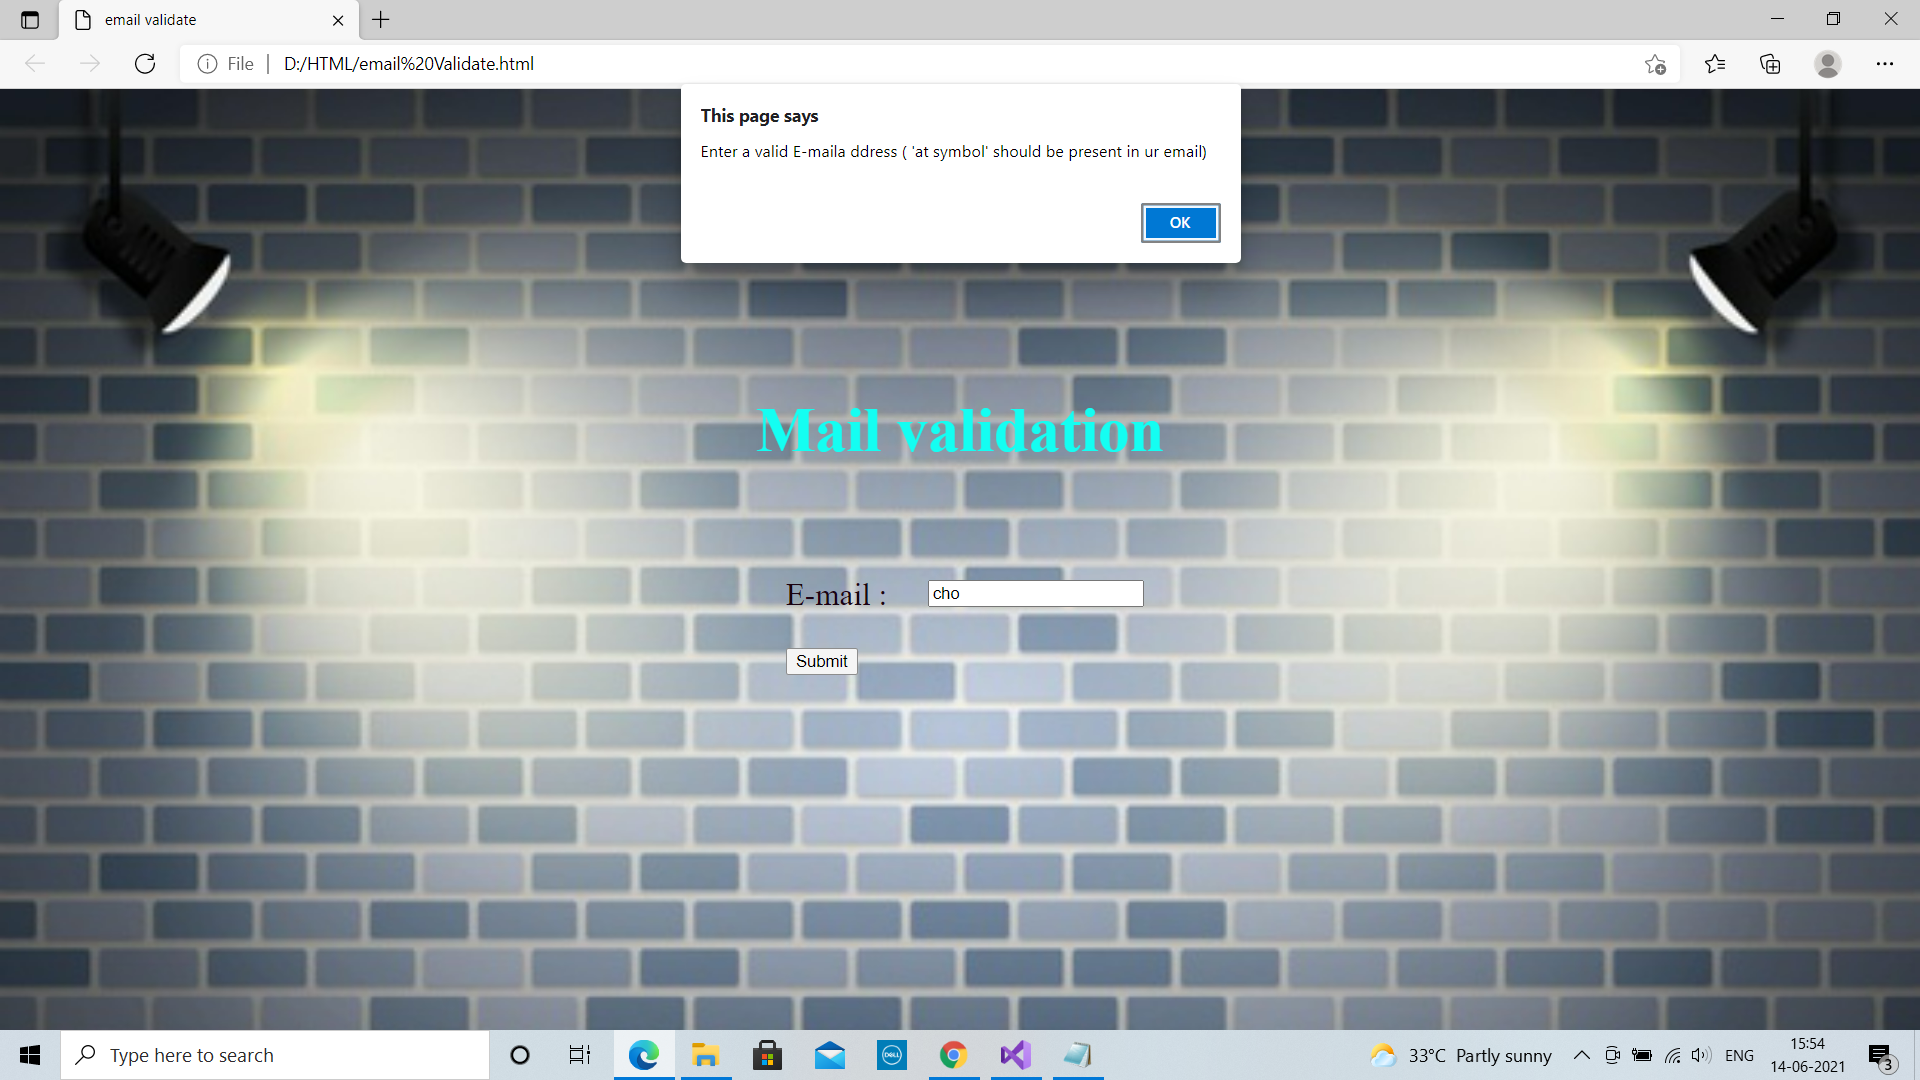 email validate
File
D:/HTML/email%20Validate.html
This page says
Enter a valid E-maila ddress ( 'at symbol' should be present in ur email)
OK
Mail validation
E-mail : cho
Submit
Type here to search
DELL
33°C Partly sunny
ENG
15:54
14-06-2021
3